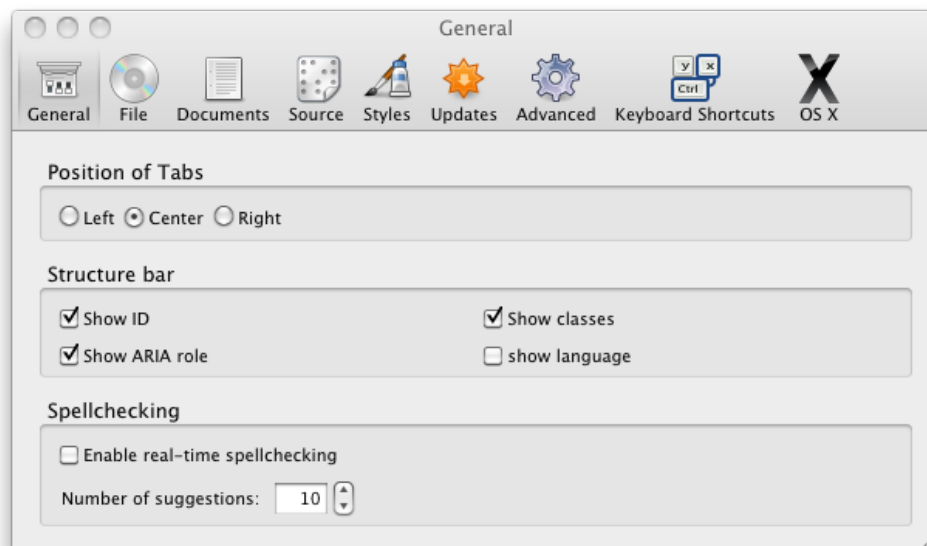 General
General File Documents Source Styles Updates Advanced Keyboard Shortcuts OS X
y x
Ctrl
Position of Tabs
Left Center Right
Structure bar
Show ID Show classes
Show ARIA role show language
Spellchecking
Enable real-time spellchecking
Number of suggestions: 10